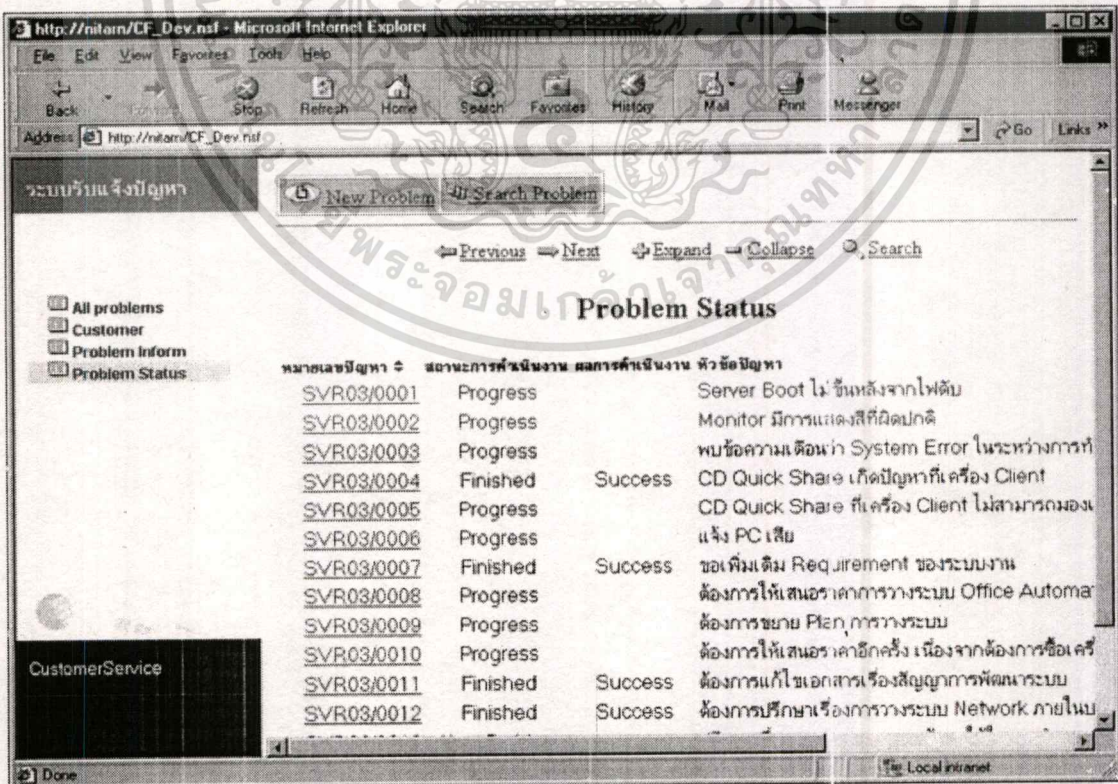 http://nitarn/CF_Dev.nsf - Microsoft Internet Explorer
File Edit View Favorites Tools Help
Back Stop Refresh Home Search Favorites History Mail Print Messenger
Address http://nitarn/CF_Dev.nsf Go Links »
ระบบรับแจ้งปัญหา
New Problem Search Problem
Previous Next Expand Collapse Search
All problems
Customer
Problem Inform
Problem Status
Problem Status
หมายเลขปัญหา สถานะการดำเนินงาน ผลการดำเนินงาน หัวข้อปัญหา
SVR03/0001 Progress Server Boot ไม่ขึ้นหลังจากไฟดับ
SVR03/0002 Progress Monitor มีการแสดงสีที่ผิดปกติ
SVR03/0003 Progress พบข้อความเตือนว่า System Error ในระหว่างการทำ
SVR03/0004 Finished Success CD Quick Share เกิดปัญหาที่เครื่อง Client
SVR03/0005 Progress CD Quick Share ที่เครื่อง Client ไม่สามารถมองเ
SVR03/0006 Progress แจ้ง PC เสีย
SVR03/0007 Finished Success ขอเพิ่มเติม Requirement ของระบบงาน
SVR03/0008 Progress ต้องการให้เสนอราคาการวางระบบ Office Automat
SVR03/0009 Progress ต้องการขยาย Plan การวางระบบ
SVR03/0010 Progress ต้องการให้เสนอราคาอีกครั้ง เนื่องจากต้องการซื้อเครื่
SVR03/0011 Finished Success ต้องการแก้ไขเอกสารเรื่องสัญญาการพัฒนาระบบ
SVR03/0012 Finished Success ต้องการปรึกษาเรื่องการวางระบบ Network ภายในบ
CustomerService
Done Local intranet